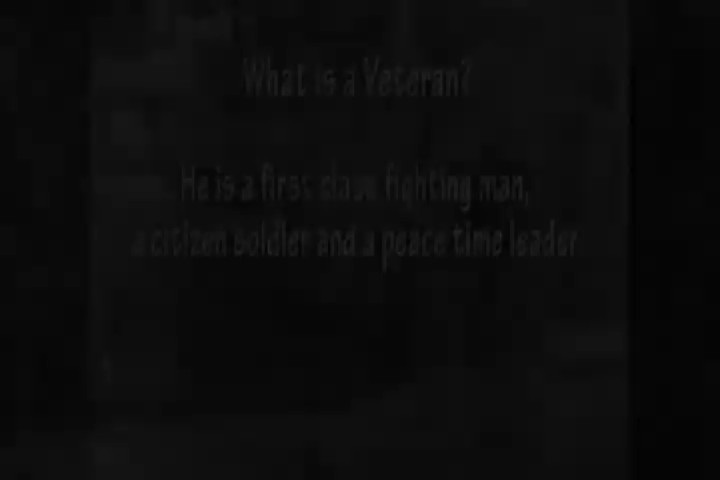 What is a Veteran?
He is a first class fighting man,
a citizen soldier and a peace time leader